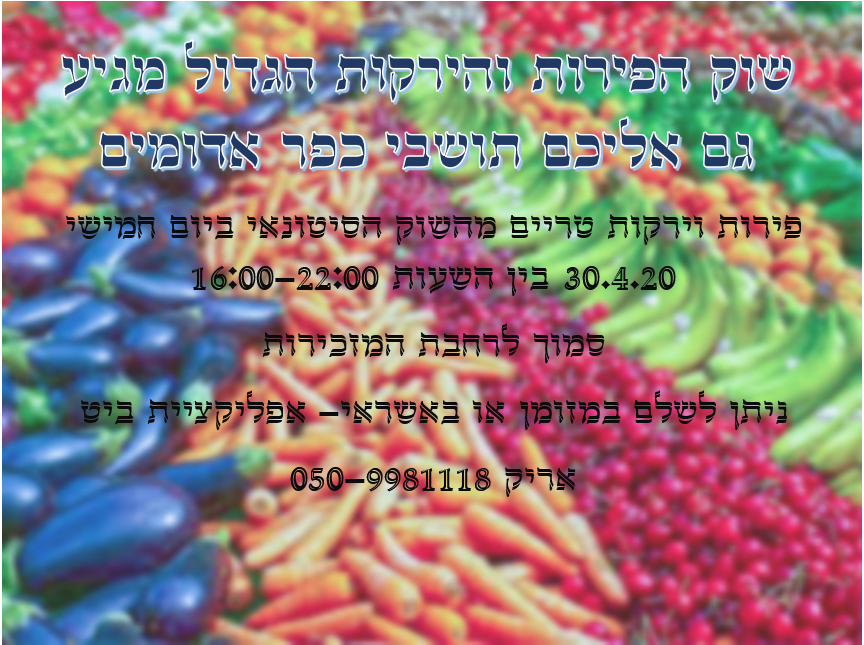 שוק הפירות והירקות הגדול מגיע
גם אליכם תושבי כפר אדומים
פירות וירקות טריים מהשוק הסיטונאי ביום חמישי
30.4.20 בין השעות 16:00-22:00
סמוך לרחבת המזכירות
ניתן לשלם במזומן או באשראי- אפליקציית ביט
אריק 050-9981118